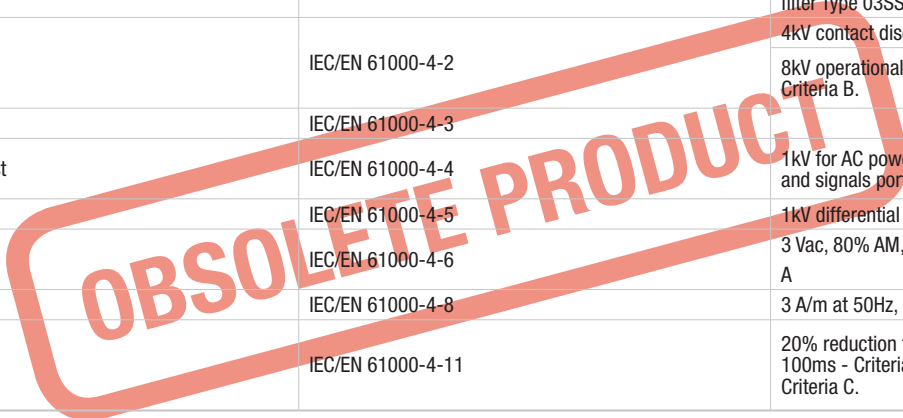 filter Type 03SS
4kV contact dis
IEC/EN 61000-4-2
8kV operational
Criteria B.
IEC/EN 61000-4-3
st
IEC/EN 61000-4-4
1kV for AC pow
and signals por
IEC/EN 61000-4-5
1kV differential
IEC/EN 61000-4-6
3 Vac, 80% AM,
A
IEC/EN 61000-4-8
3 A/m at 50Hz,
IEC/EN 61000-4-11
20% reduction
100ms - Criteria
Criteria C.
OBSOLETE PRODUCT